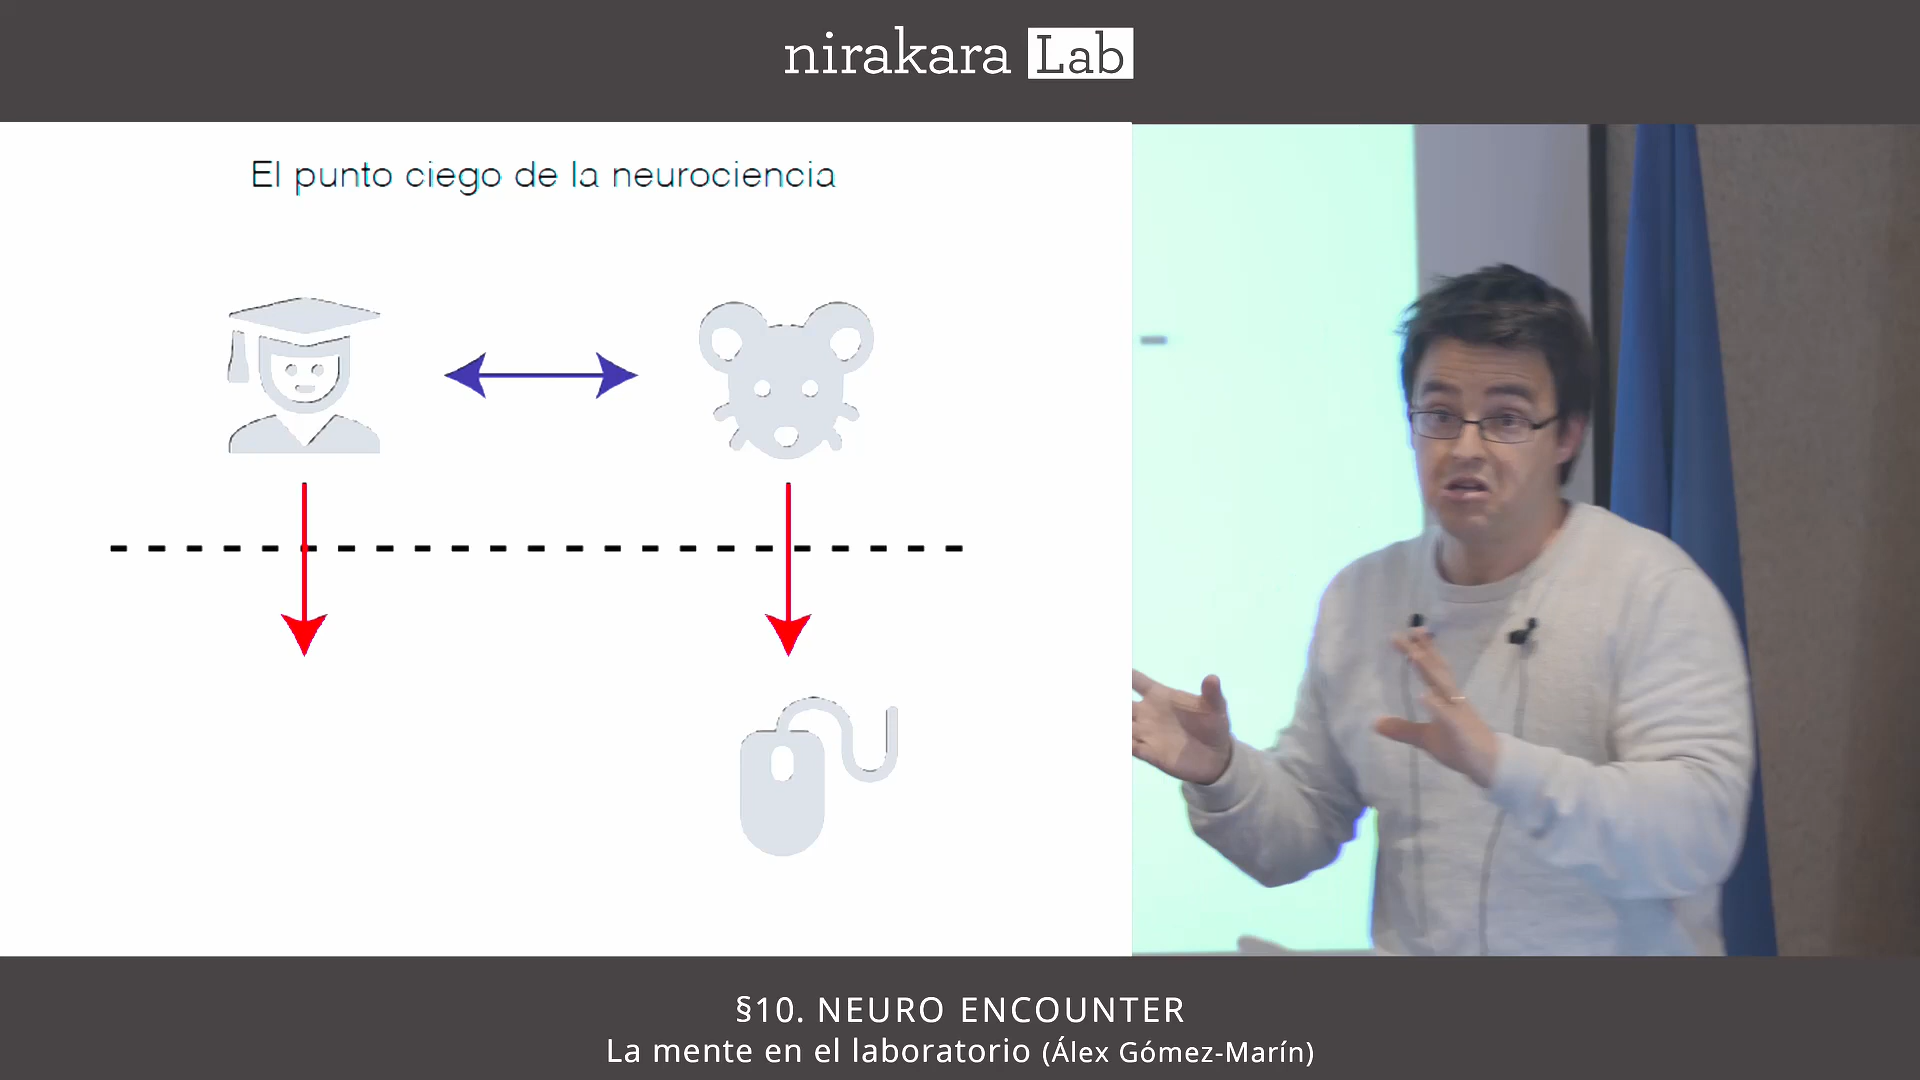 nirakara Lab
El punto ciego de la neurociencia
§10. NEURO ENCOUNTER
La mente en el laboratorio (Álex Gómez-Marín)